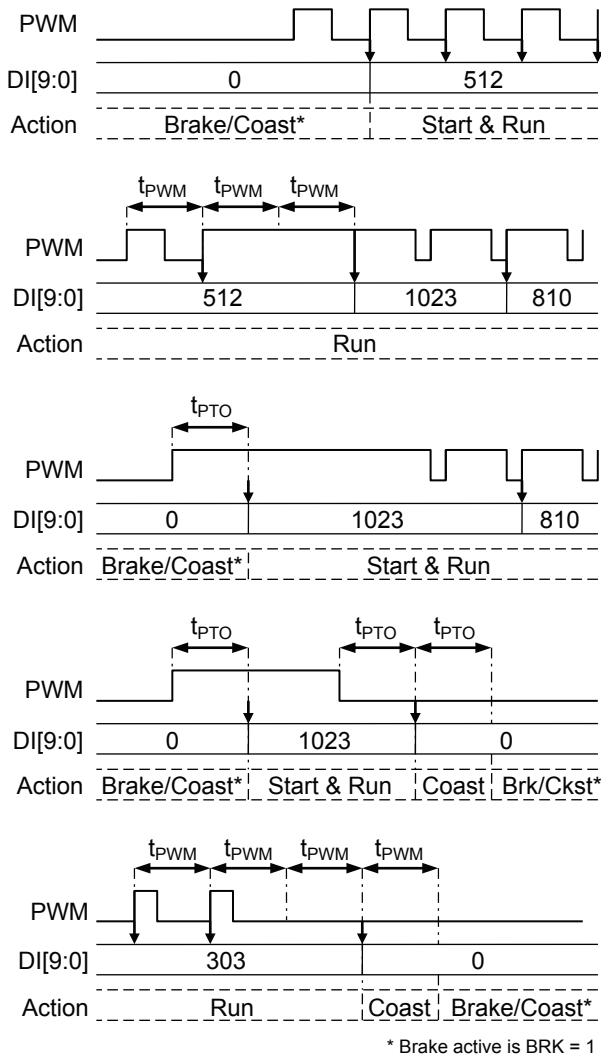 PWM
DI[9:0] 0 512
Action Brake/Coast* Start & Run
tPWM tPWM tPWM
PWM
DI[9:0] 512 1023 810
Action Run
tPTO
PWM
DI[9:0] 0 1023 810
Action Brake/Coast* Start & Run
tPTO tPTO tPTO
PWM
DI[9:0] 0 1023 0
Action Brake/Coast* Start & Run Coast Brk/Ckst*
tPWM tPWM tPWM tPWM
PWM
DI[9:0] 303 0
Action Run Coast Brake/Coast*
* Brake active is BRK = 1